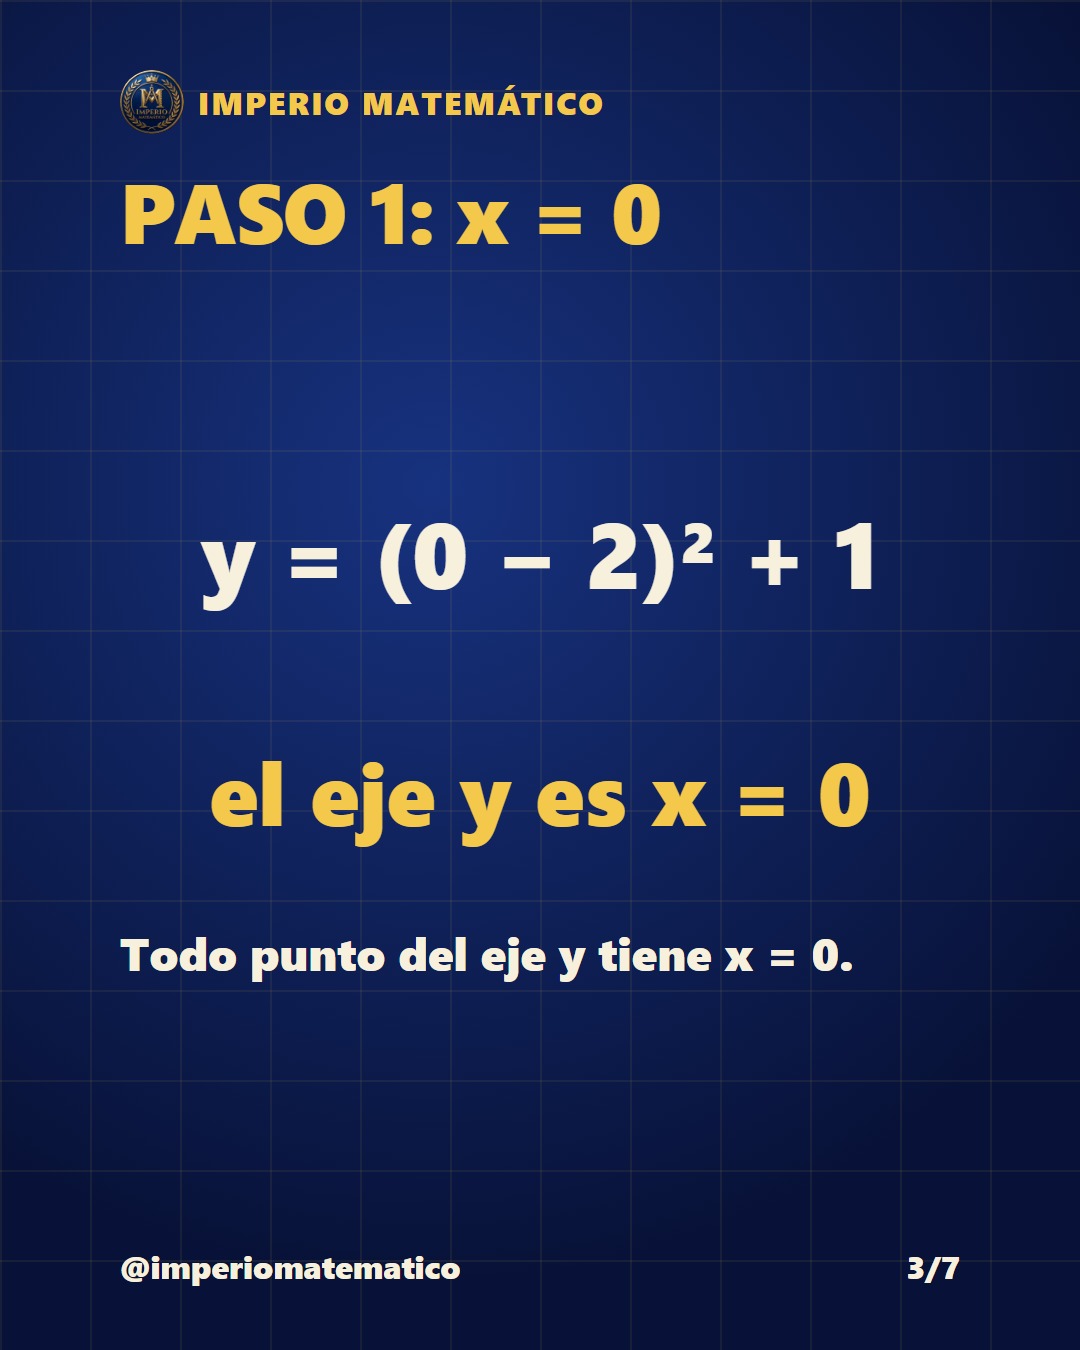 IMPERIO MATEMÁTICO
PASO 1: x = 0
y = (0 − 2)² + 1
el eje y es x = 0
Todo punto del eje y tiene x = 0.
@imperiomatematico
3/7